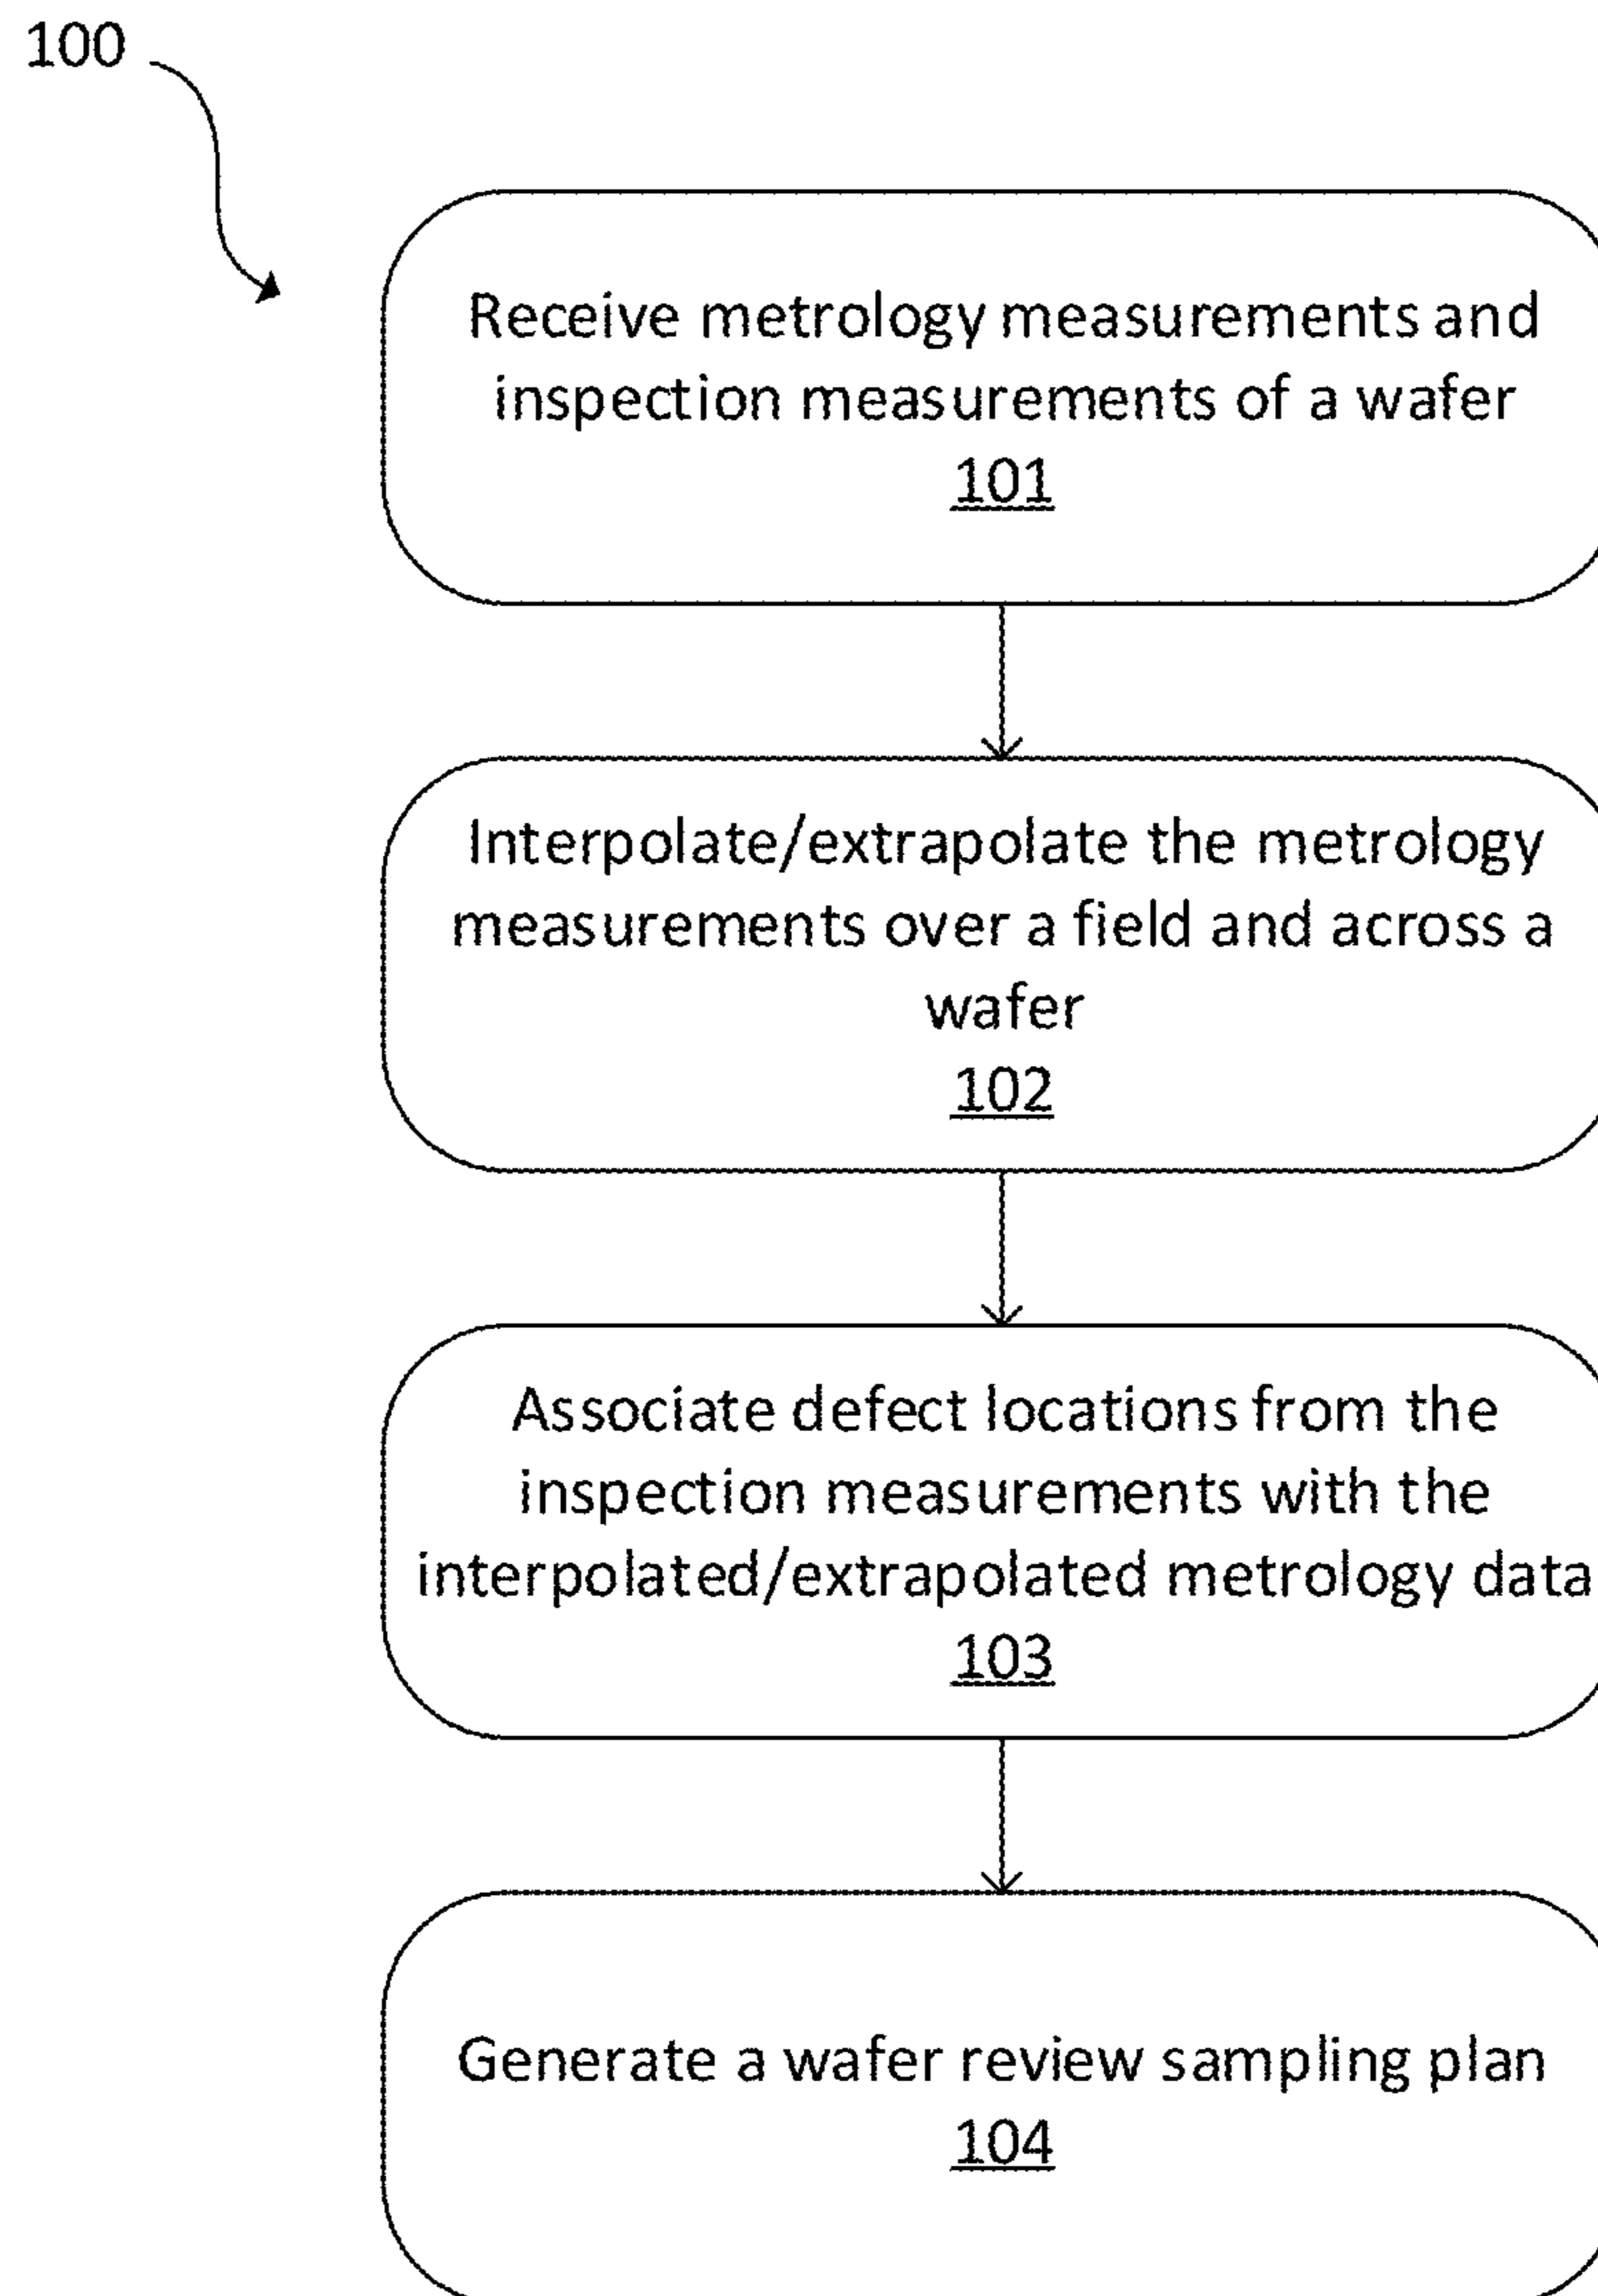 100
Receive metrology measurements and
inspection measurements of a wafer
101
Interpolate/extrapolate the metrology
measurements over a field and across a
wafer
102
Associate defect locations from the
inspection measurements with the
interpolated/extrapolated metrology data
103
Generate a wafer review sampling plan
104